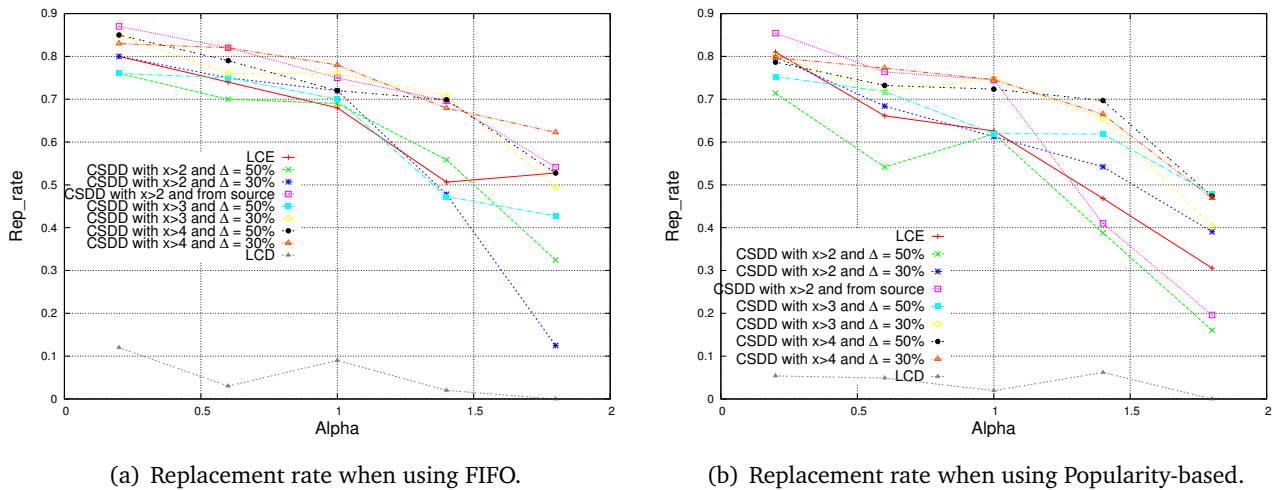 1
0.9
0.8
0.7
0.6
0.5
0.4
0.3
0.2
0.1
0
Rep_rate
LCE
CSDD with x>2 and Δ = 50%
CSDD with x>2 and Δ = 30%
CSDD with x>2 and from source
CSDD with x>3 and Δ = 50%
CSDD with x>3 and Δ = 30%
CSDD with x>4 and Δ = 50%
CSDD with x>4 and Δ = 30%
LCD
0 0.5 1 1.5 2
Alpha
(a) Replacement rate when using FIFO.
1
0.9
0.8
0.7
0.6
0.5
0.4
0.3
0.2
0.1
0
Rep_rate
LCE
CSDD with x>2 and Δ = 50%
CSDD with x>2 and Δ = 30%
CSDD with x>2 and from source
CSDD with x>3 and Δ = 50%
CSDD with x>3 and Δ = 30%
CSDD with x>4 and Δ = 50%
CSDD with x>4 and Δ = 30%
LCD
0 0.5 1 1.5 2
Alpha
(b) Replacement rate when using Popularity-based.